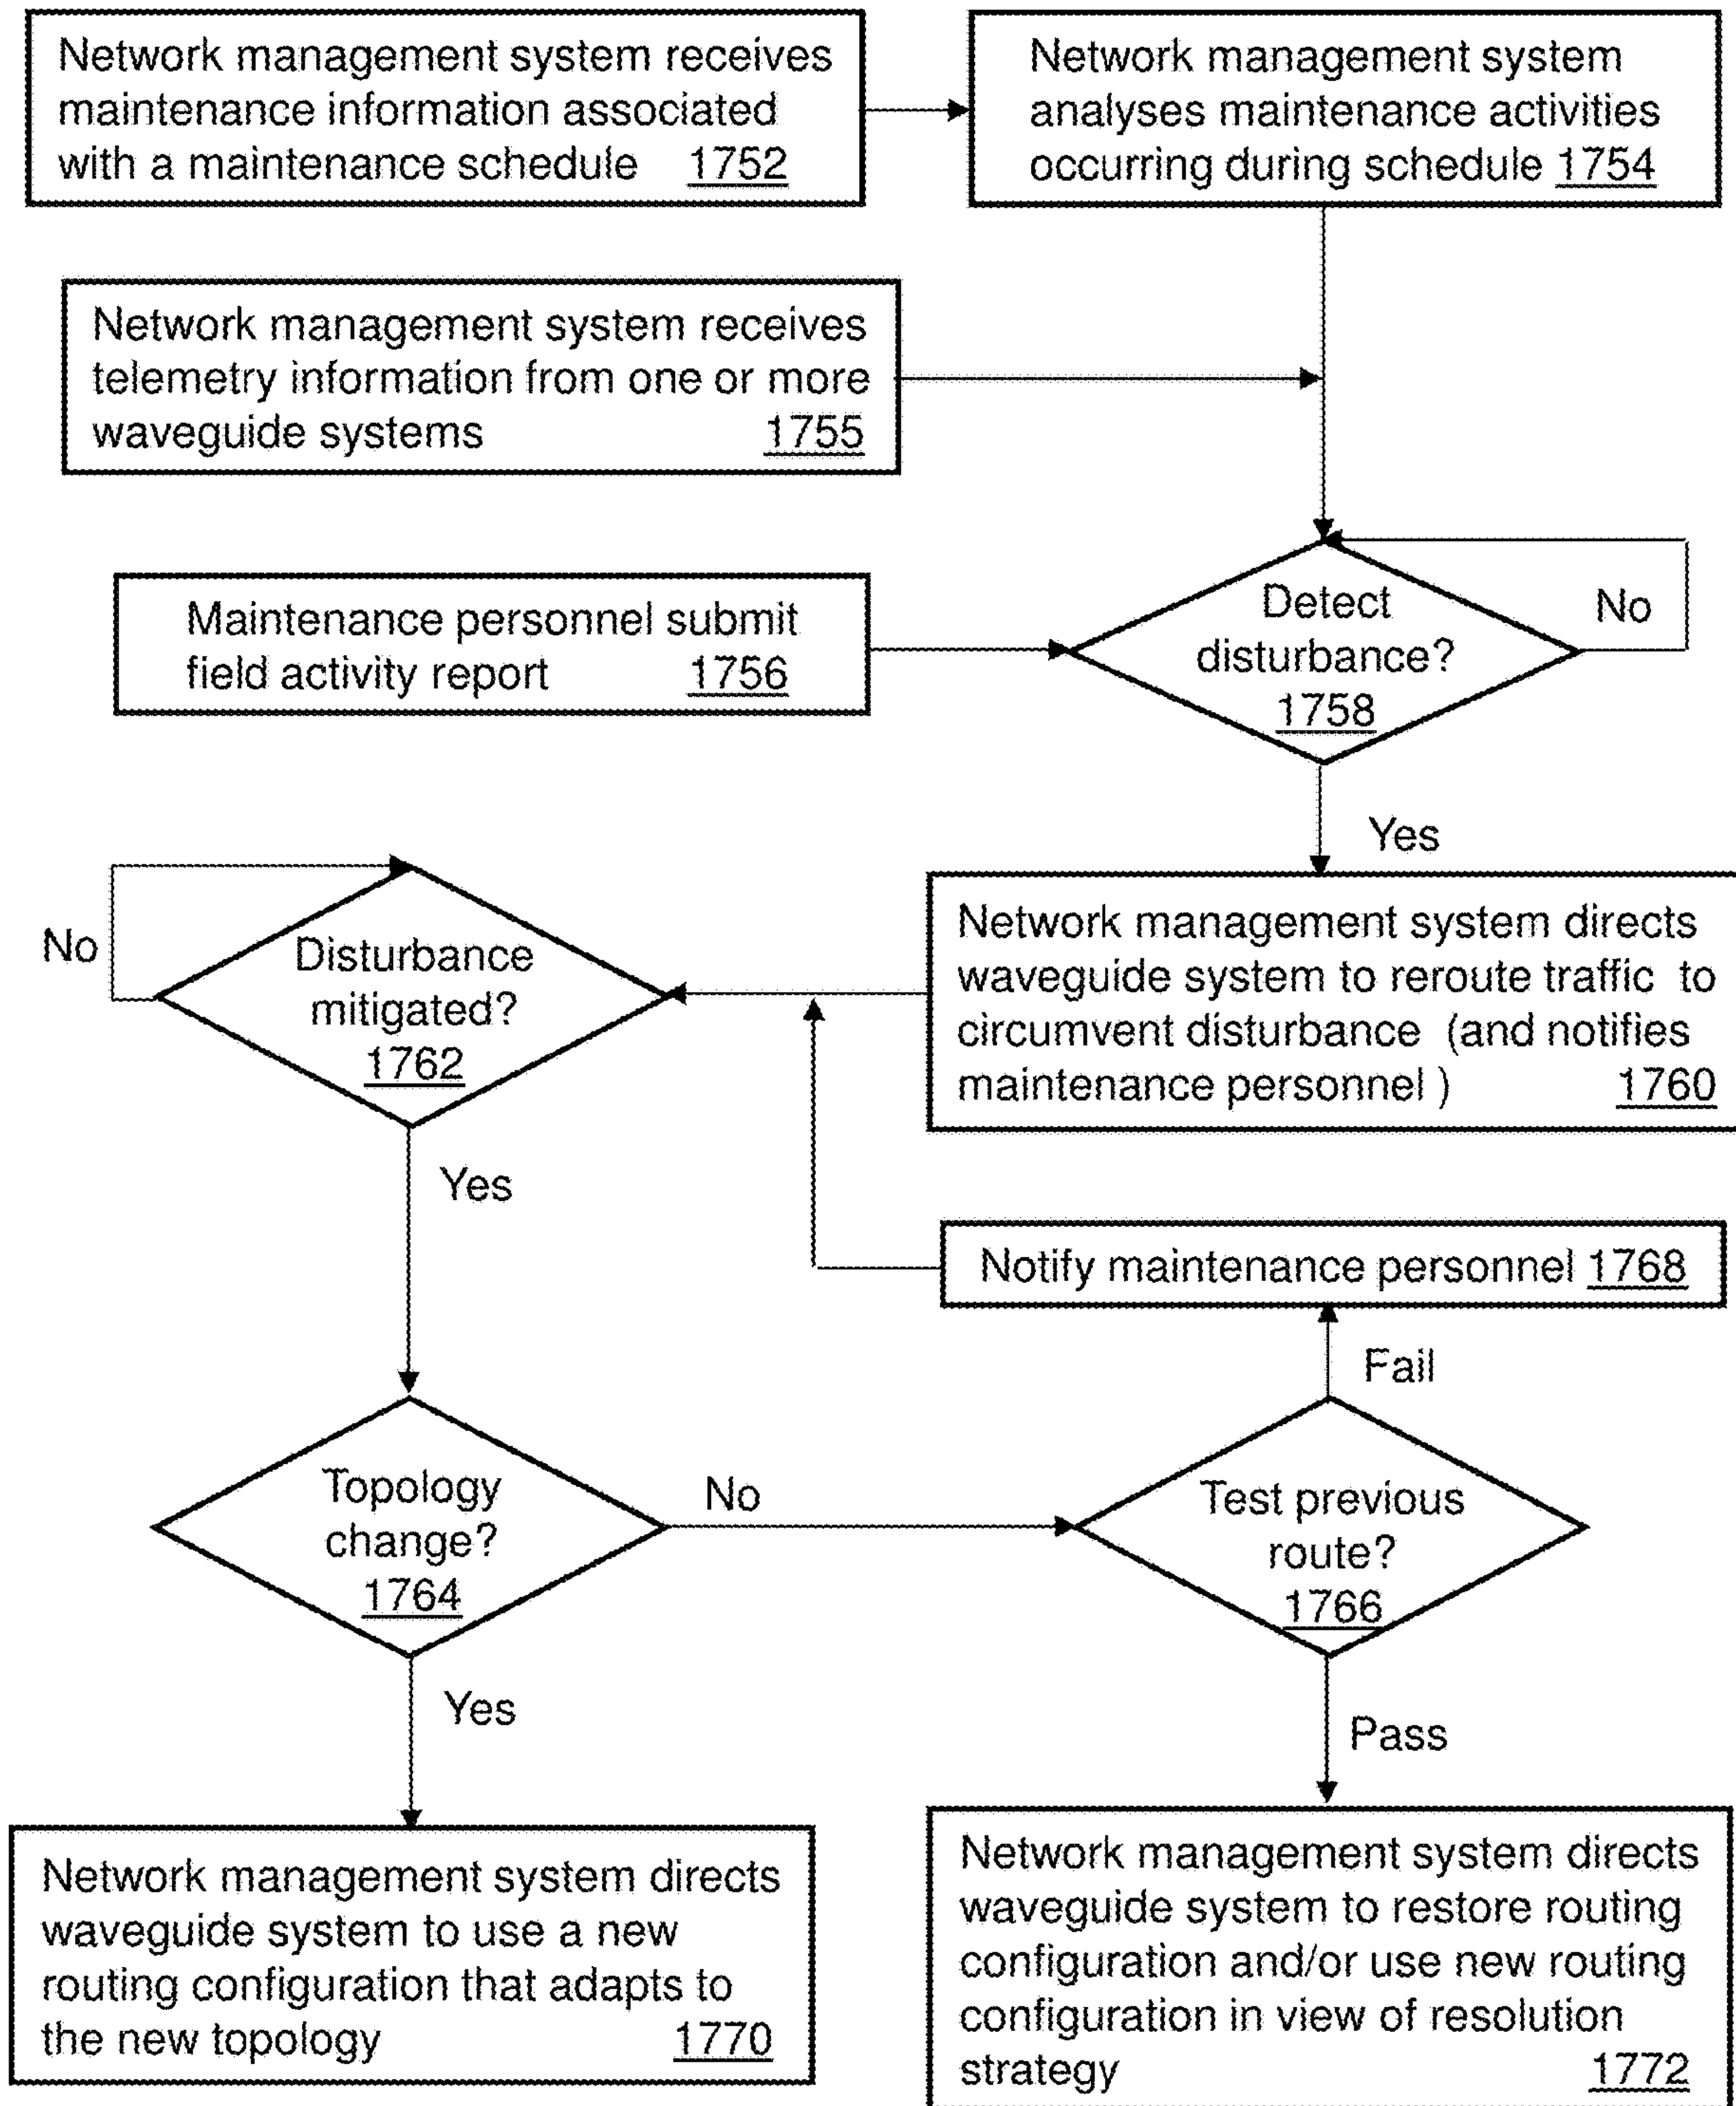 Network management system receives
maintenance information associated
with a maintenance schedule 1752
Network management system
analyses maintenance activities
occurring during schedule 1754
Network management system receives
telemetry information from one or more
waveguide systems 1755
Maintenance personnel submit
field activity report 1756
Detect
disturbance?
1758
No
Yes
Network management system directs
waveguide system to reroute traffic to
circumvent disturbance (and notifies
maintenance personnel ) 1760
No
Disturbance
mitigated?
1762
Yes
Notify maintenance personnel 1768
Fail
Topology
change?
1764
No
Test previous
route?
1766
Yes
Pass
Network management system directs
waveguide system to use a new
routing configuration that adapts to
the new topology 1770
Network management system directs
waveguide system to restore routing
configuration and/or use new routing
configuration in view of resolution
strategy 1772